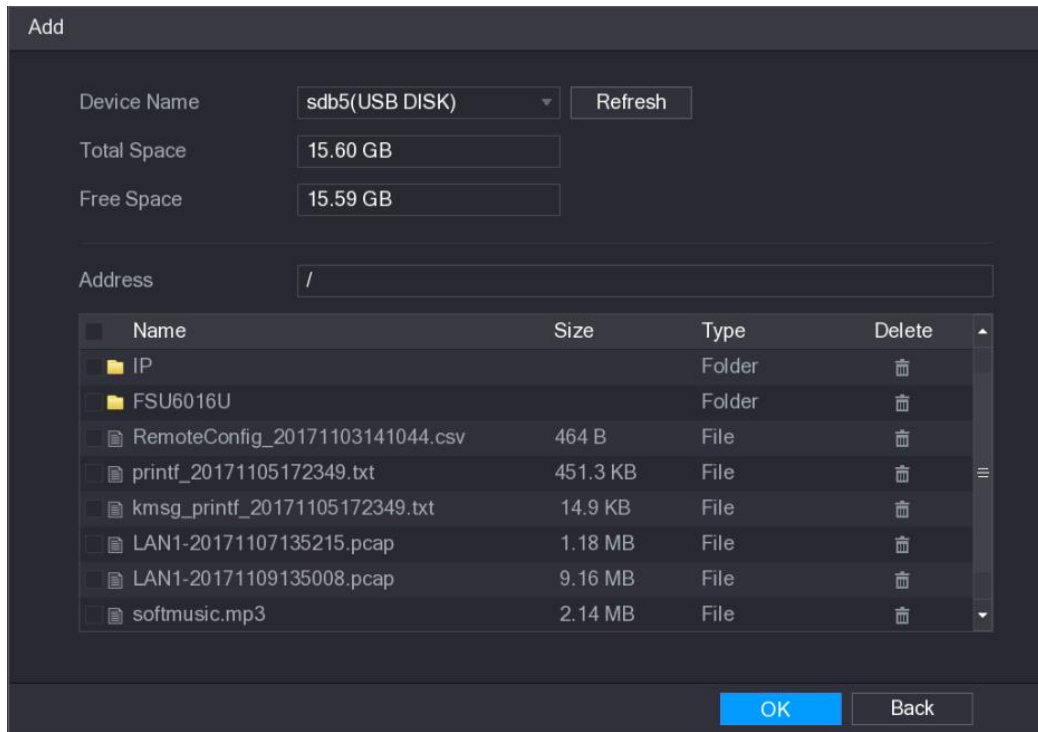 Add
Device Name sdb5(USB DISK) Refresh
Total Space 15.60 GB
Free Space 15.59 GB
Address /
Name Size Type Delete
IP Folder
FSU6016U Folder
RemoteConfig_20171103141044.csv 464 B File
printf_20171105172349.txt 451.3 KB File
kmsg_printf_20171105172349.txt 14.9 KB File
LAN1-20171107135215.pcap 1.18 MB File
LAN1-20171109135008.pcap 9.16 MB File
softmusic.mp3 2.14 MB File
OK Back